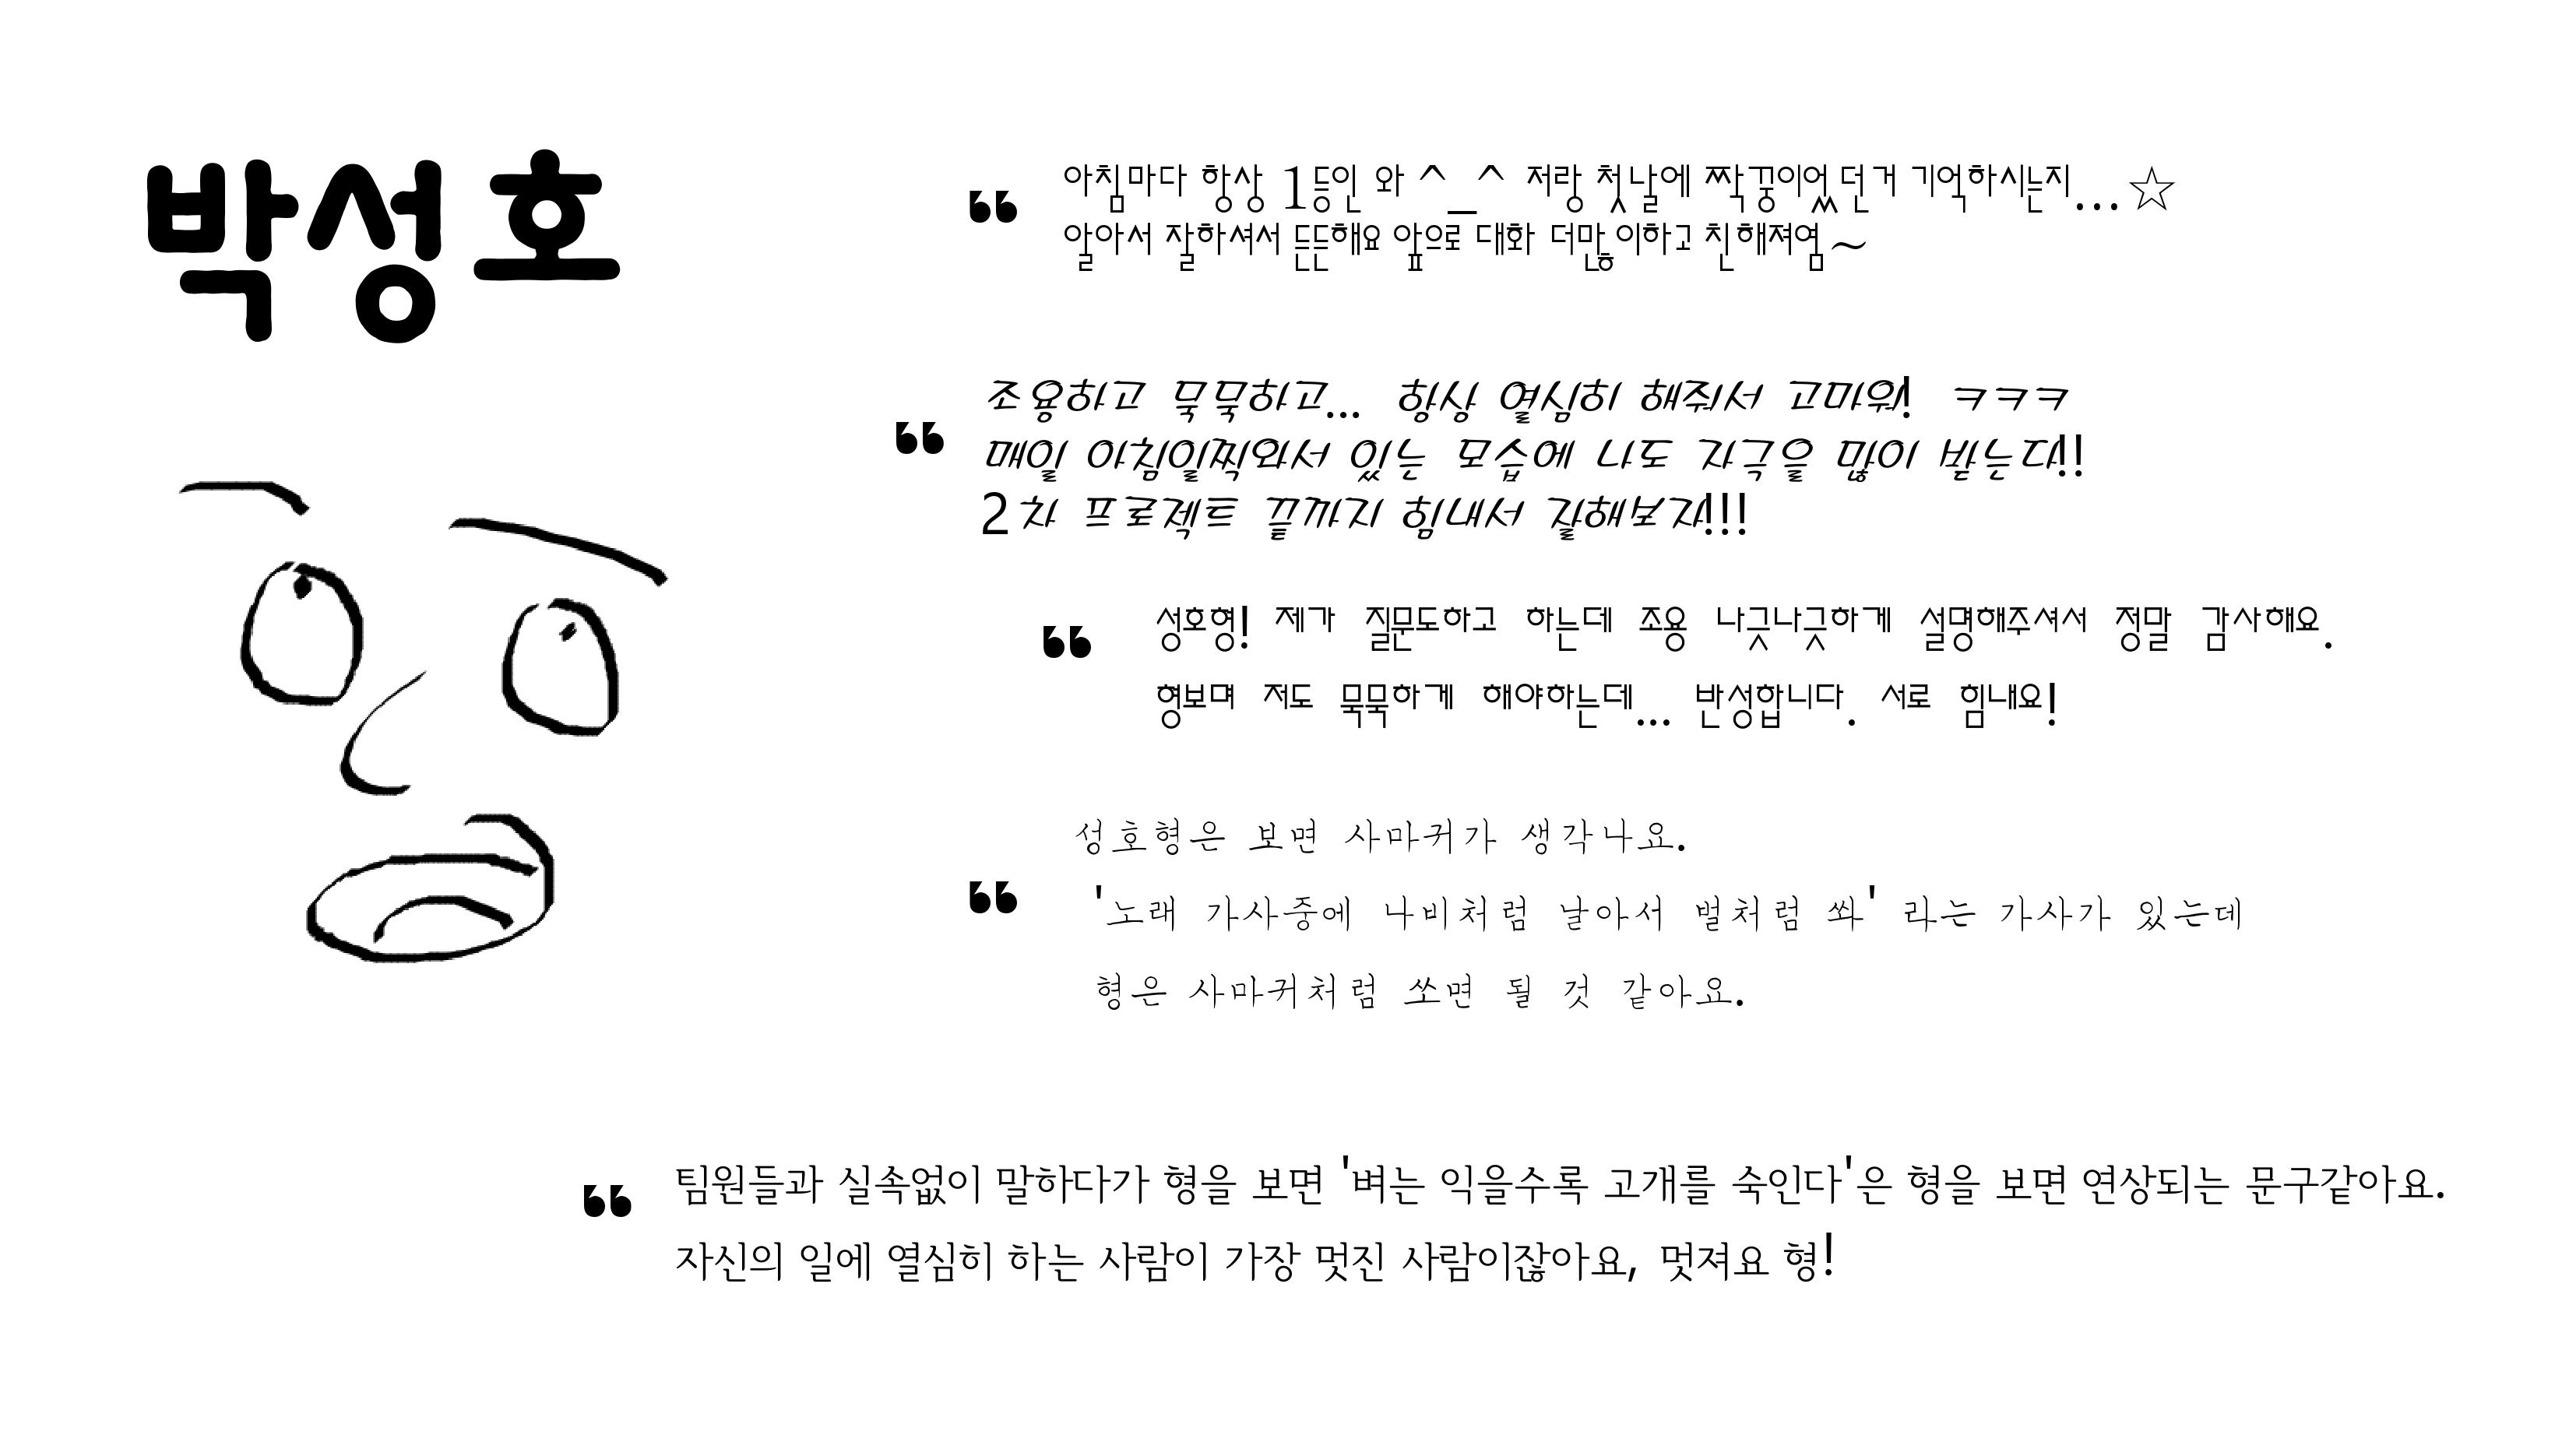 박성호
“
아침마다 항상 1등인 와 ^_^ 저랑 첫날에 짝꿍이었던거 기억하시는지...☆
알아서 잘하셔서 든든해요 앞으로 대화 더만핳이하고 친해져염~
“
조용하고 묵묵하고... 항상 열심히 해줘서 고마워! ㅋㅋㅋ
매일 아침일찍와서 있는 모습에 나도 자극을 많이 받는다!!
2차 프로젝트 끝까지 힘내서 잘해보자!!!
“
성호형! 제가 질문도하고 하는데 조용 나긋나긋하게 설명해주셔서 정말 감사해요.
형보며 저도 묵묵하게 해야하는데... 반성합니다. 서로 힘내요!
“
성호형은 보면 사마귀가 생각나요.
'노래 가사중에 나비처럼 날아서 벌처럼 쏴' 라는 가사가 있는데
형은 사마귀처럼 쏘면 될 것 같아요.
“
팀원들과 실속없이 말하다가 형을 보면 '벼는 익을수록 고개를 숙인다'은 형을 보면 연상되는 문구같아요.
자신의 일에 열심히 하는 사람이 가장 멋진 사람이잖아요, 멋져요 형!